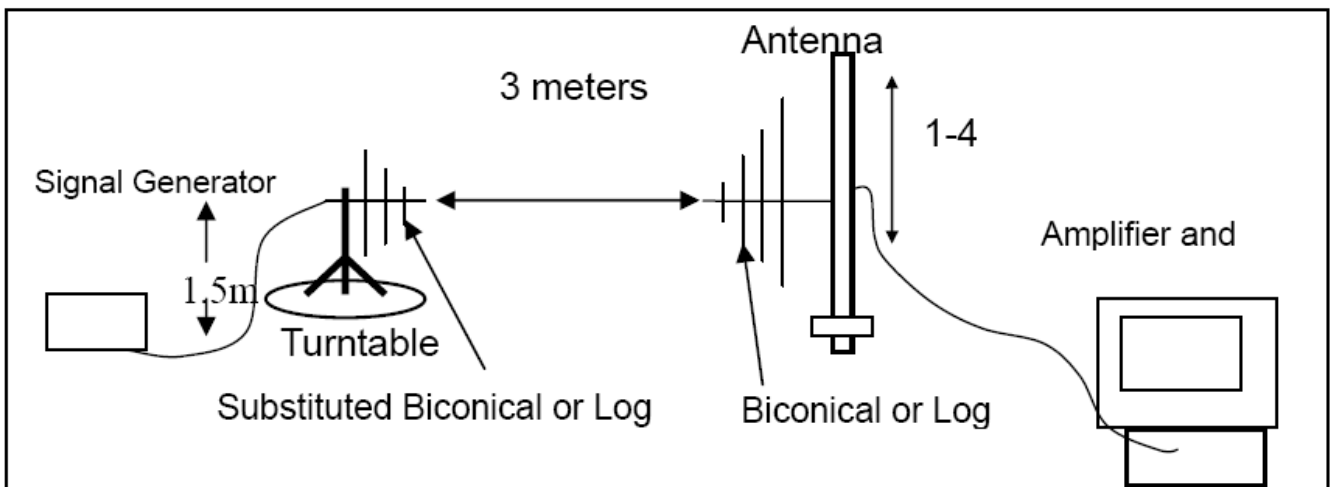 Antenna
3 meters
1-4
Signal Generator
Amplifier and
1.5m
Turntable
Substituted Biconical or Log
Biconical or Log